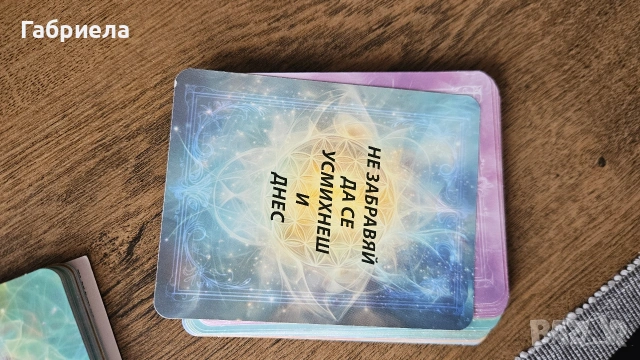 Габриела
НЕ ЗАБРАВЯЙ
ДА СЕ
УСМИХНЕШ
И
ДНЕС